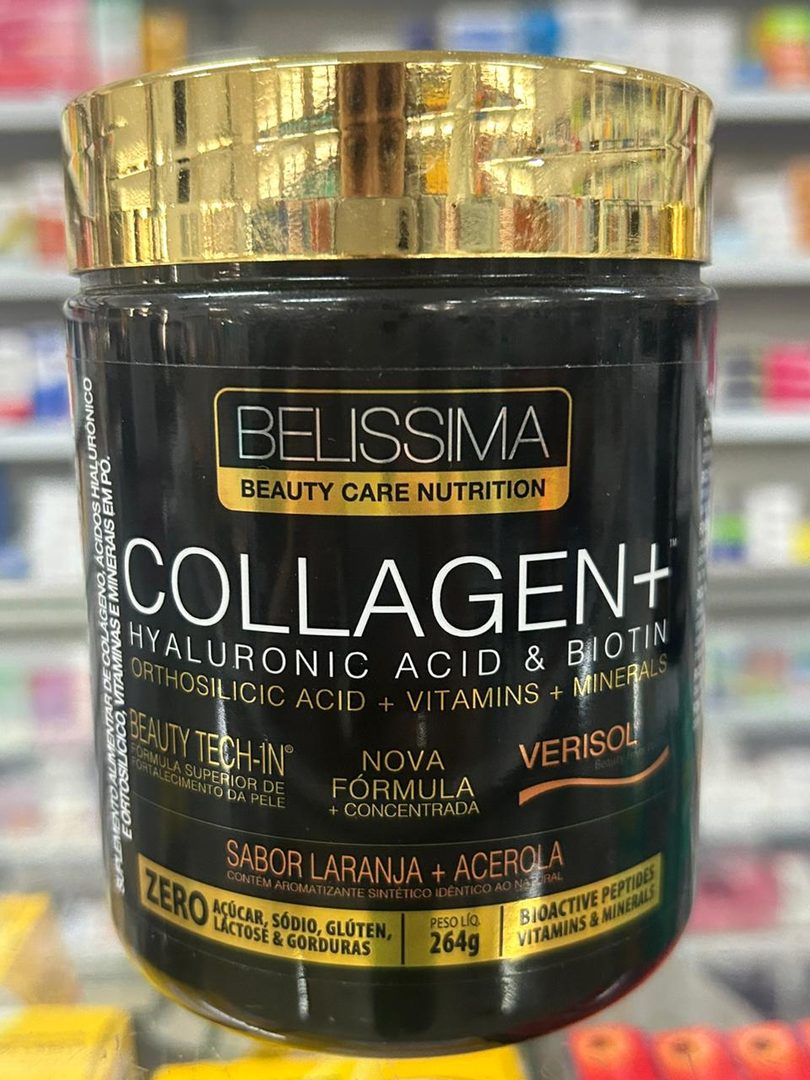 BELISSIMA
BEAUTY CARE NUTRITION
COLLAGEN+™
HYALURONIC ACID & BIOTIN
ORTHOSILICIC ACID + VITAMINS + MINERALS
BEAUTY TECH-iN®
FÓRMULA SUPERIOR DE
FORTALECIMENTO DA PELE
NOVA
FÓRMULA
+ CONCENTRADA
VERISOL
SABOR LARANJA + ACEROLA
CONTÉM AROMATIZANTE SINTÉTICO IDÊNTICO AO NATURAL
ZERO AÇÚCAR, SÓDIO, GLÚTEN,
LACTOSE & GORDURAS
PESO LÍQ.
264g
BIOACTIVE PEPTIDES
VITAMINS & MINERALS
SUPLEMENTO ALIMENTAR DE COLÁGENO, ÁCIDOS HIALURÔNICO
E ORTOSILÍCICO, VITAMINAS E MINERAIS EM PÓ.